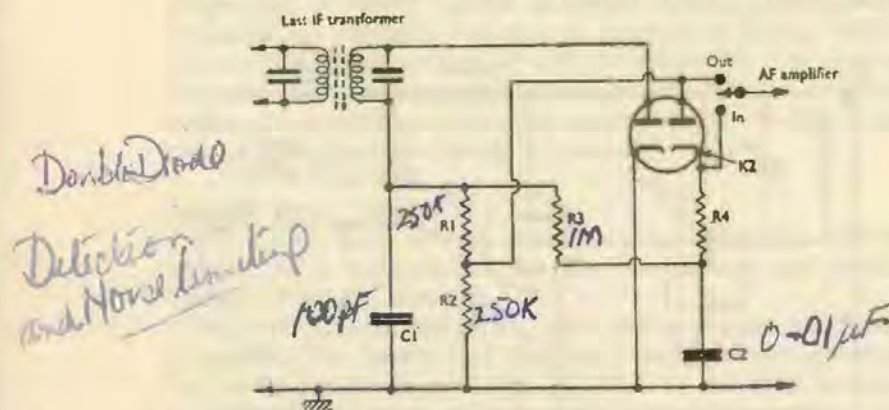 Last IF transformer
Out
AF amplifier
In
K2
Double Diode
250K
R1
R3
1M
R4
Detection
and Noise Limiting
R2
250K
100pF
C1
C2
0-01µF